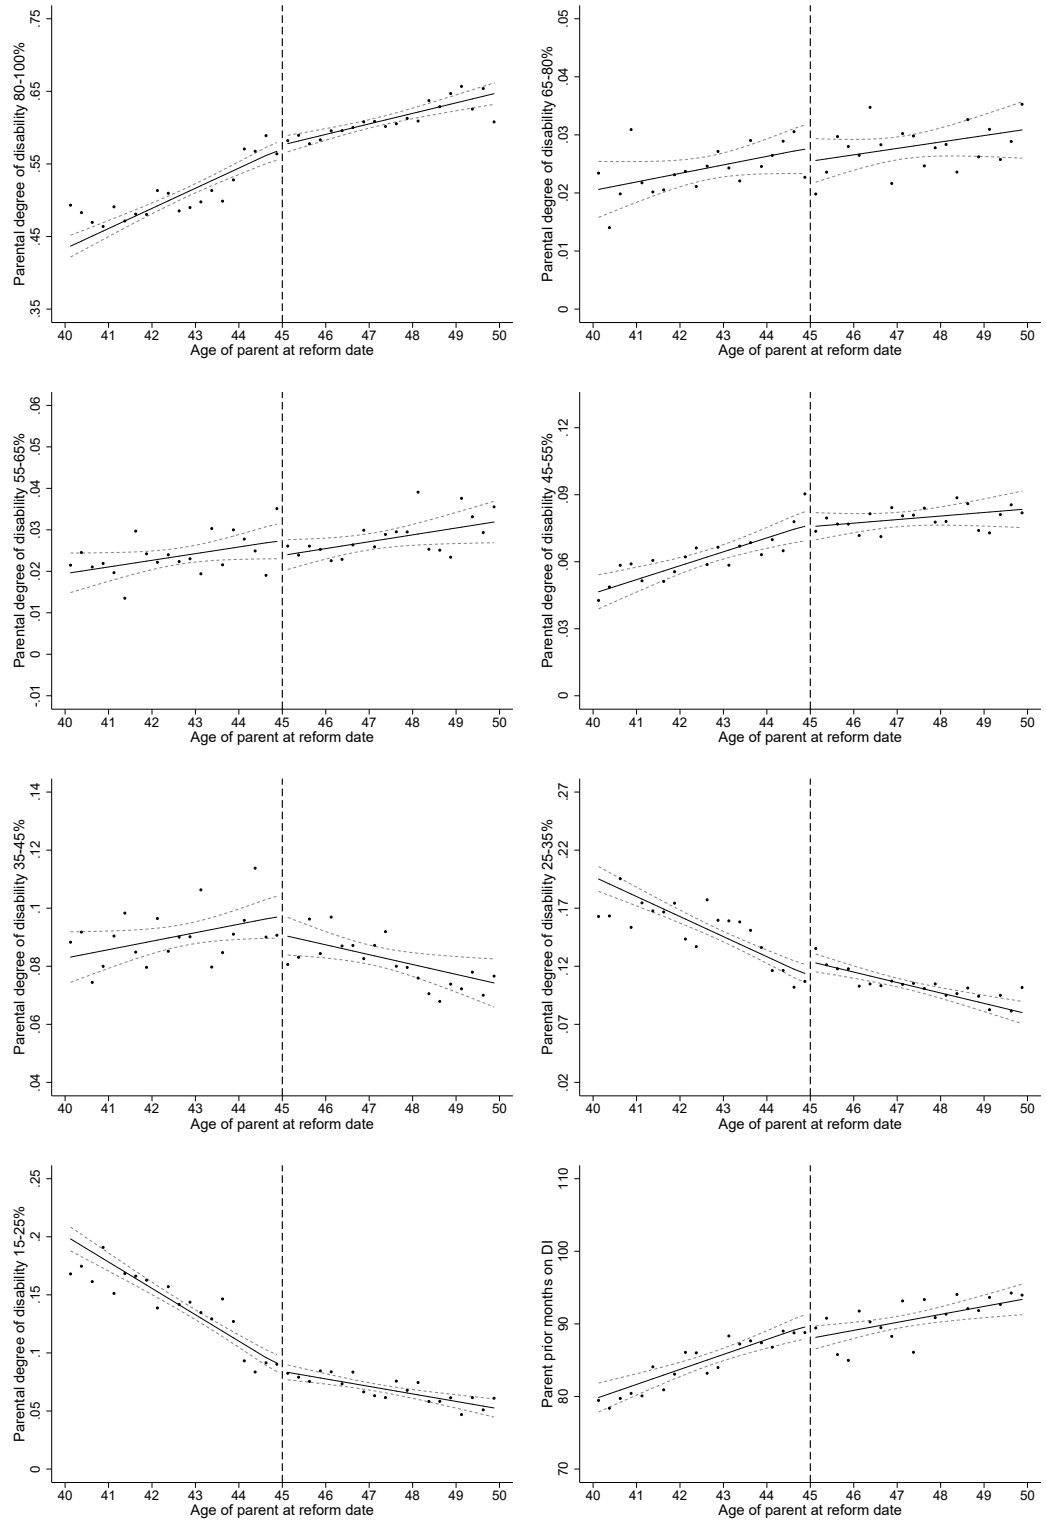 Parental degree of disability 80-100%
.75
.65
.55
.45
.35
40 41 42 43 44 45 46 47 48 49 50
Age of parent at reform date
Parental degree of disability 65-80%
.05
.04
.03
.02
.01
0
40 41 42 43 44 45 46 47 48 49 50
Age of parent at reform date
Parental degree of disability 55-65%
.06
.05
.04
.03
.02
.01
0
-.01
40 41 42 43 44 45 46 47 48 49 50
Age of parent at reform date
Parental degree of disability 45-55%
.12
.09
.06
.03
0
40 41 42 43 44 45 46 47 48 49 50
Age of parent at reform date
Parental degree of disability 35-45%
.14
.12
.1
.08
.06
.04
40 41 42 43 44 45 46 47 48 49 50
Age of parent at reform date
Parental degree of disability 25-35%
.27
.22
.17
.12
.07
.02
40 41 42 43 44 45 46 47 48 49 50
Age of parent at reform date
Parental degree of disability 15-25%
.25
.2
.15
.1
.05
0
40 41 42 43 44 45 46 47 48 49 50
Age of parent at reform date
Parent prior months on DI
110
100
90
80
70
40 41 42 43 44 45 46 47 48 49 50
Age of parent at reform date